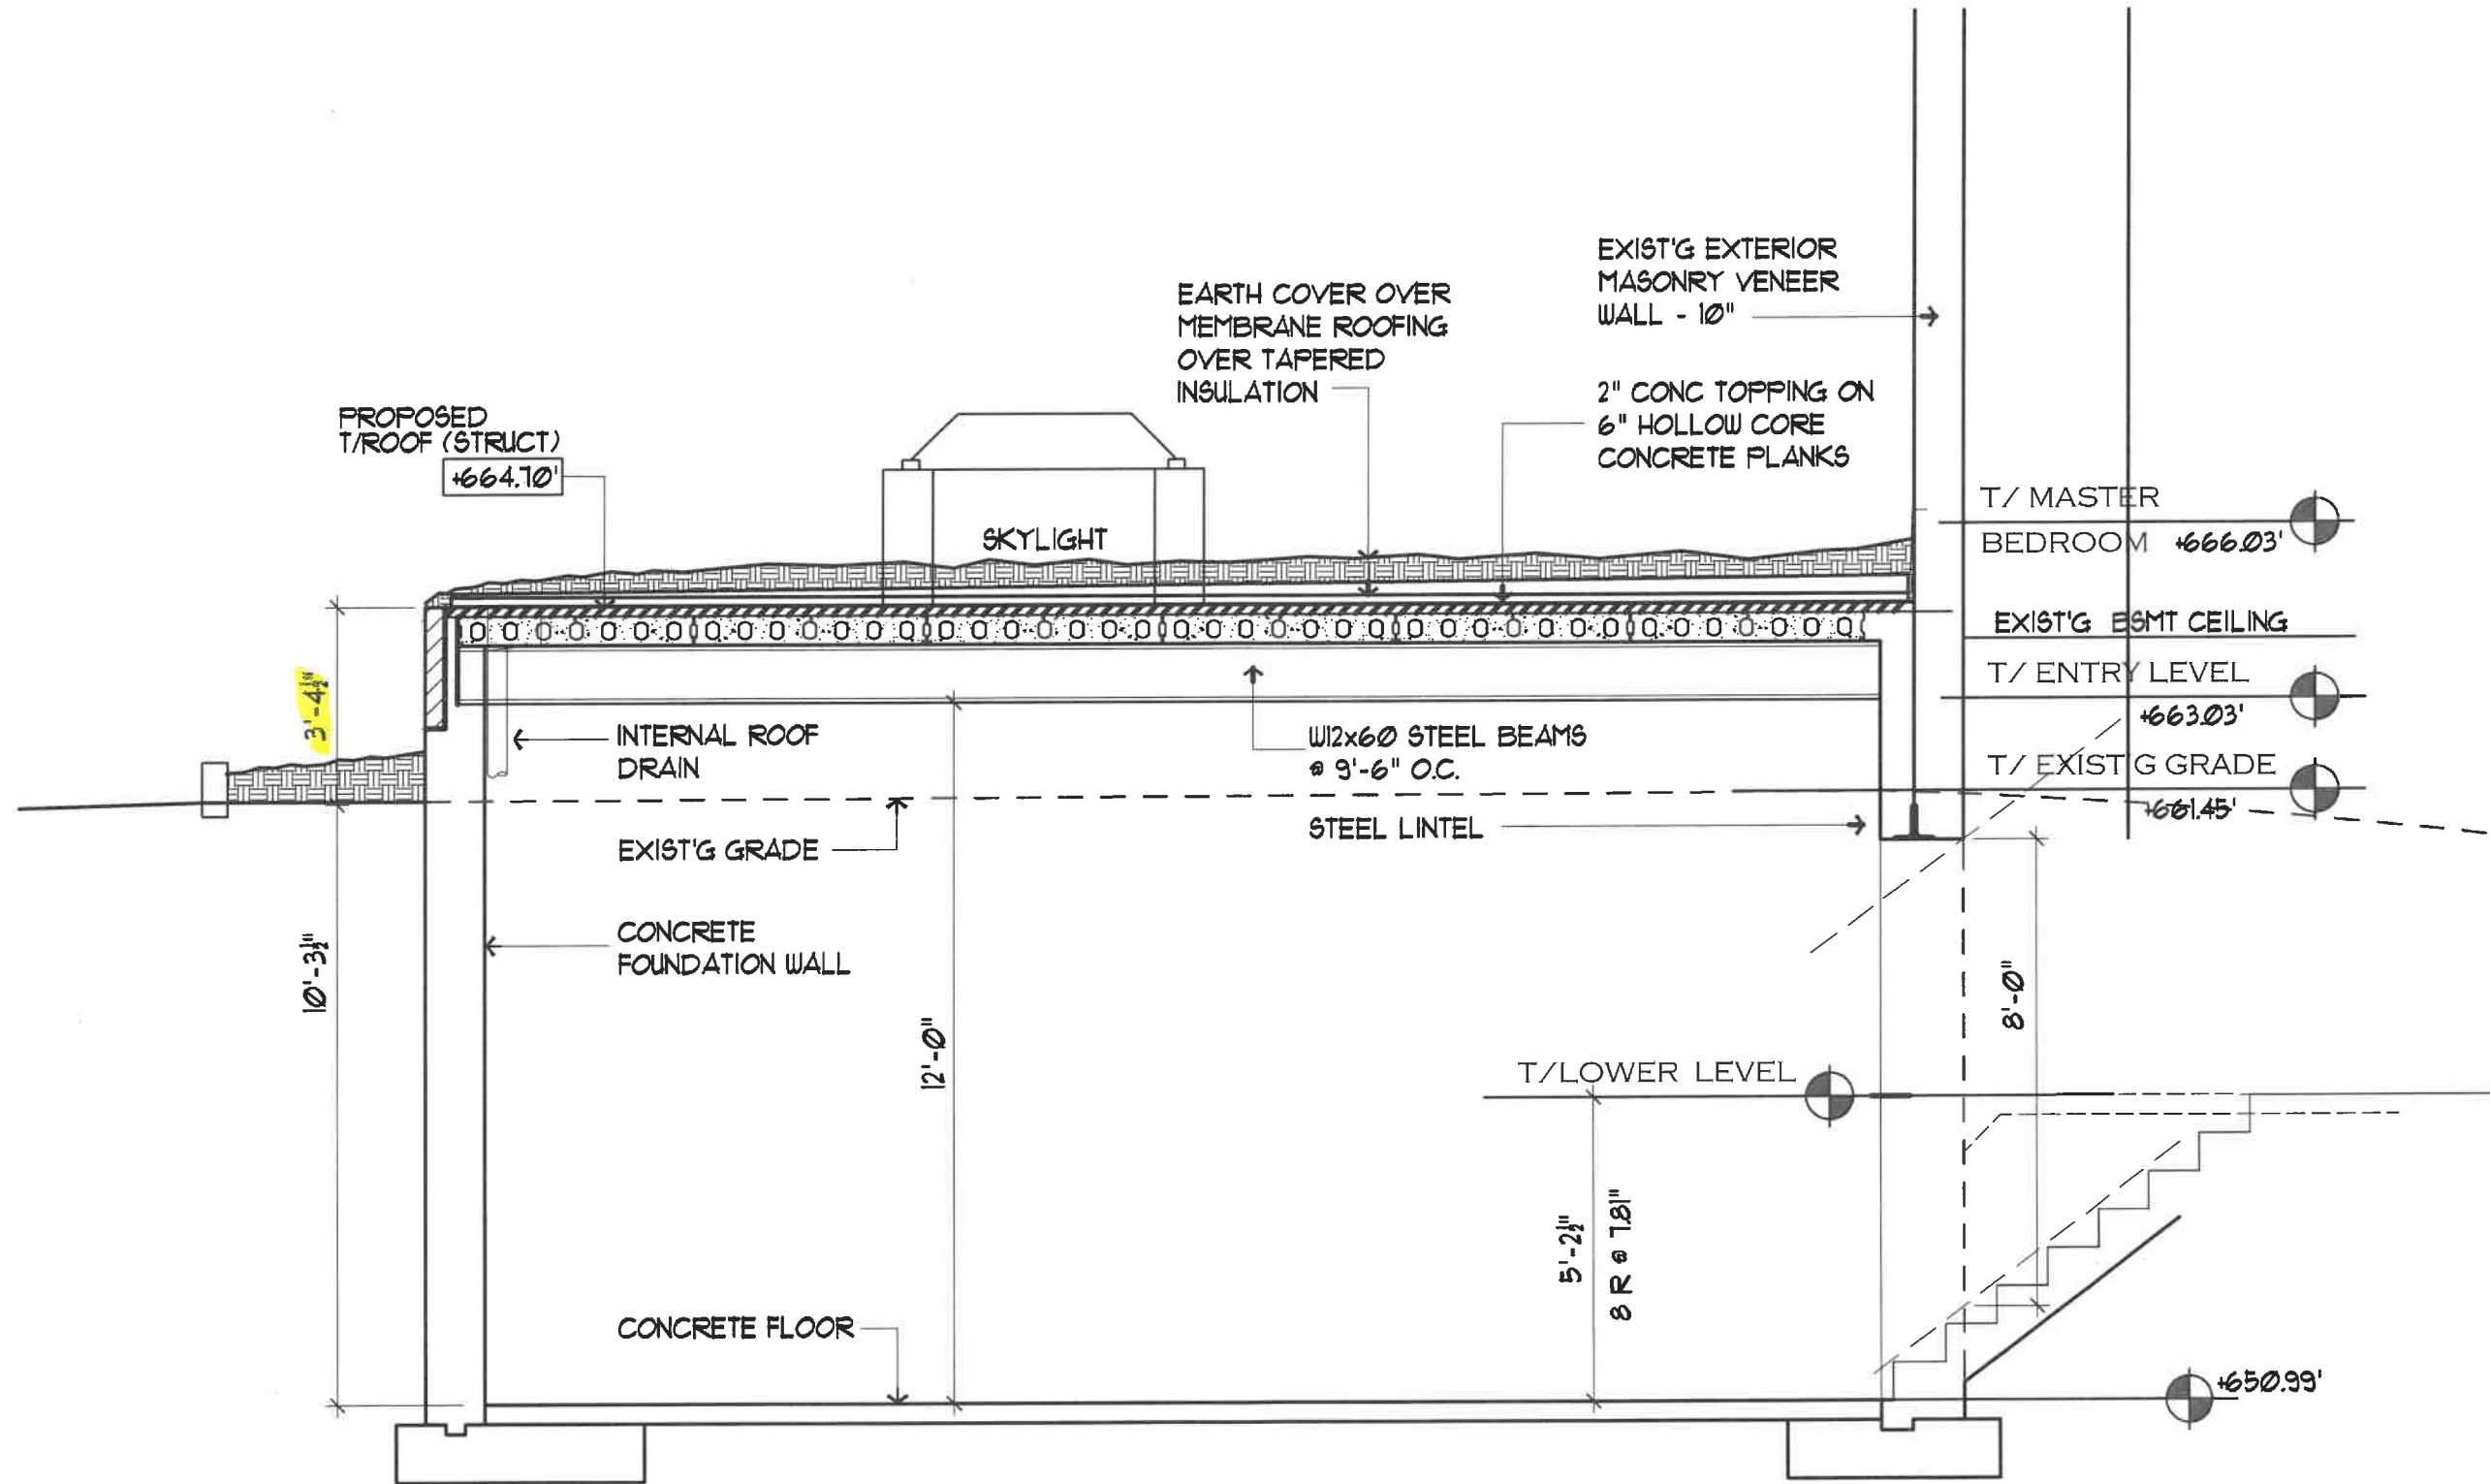 EXIST'G EXTERIOR
MASONRY VENEER
WALL - 10"
EARTH COVER OVER
MEMBRANE ROOFING
OVER TAPERED
INSULATION
2" CONC TOPPING ON
6" HOLLOW CORE
CONCRETE PLANKS
PROPOSED
T/ROOF (STRUCT)
+664.70'
SKYLIGHT
T/ MASTER
BEDROOM +666.03'
EXIST'G BSMT CEILING
T/ ENTRY LEVEL
+663.03'
T/ EXIST'G GRADE
+661.45'
3'-4½"
INTERNAL ROOF
DRAIN
W12x60 STEEL BEAMS
@ 9'-6" O.C.
STEEL LINTEL
EXIST'G GRADE
CONCRETE
FOUNDATION WALL
10'-3½"
12'-0"
8'-0"
T/LOWER LEVEL
5'-2½"
8 R @ 7.81"
CONCRETE FLOOR
+650.99'